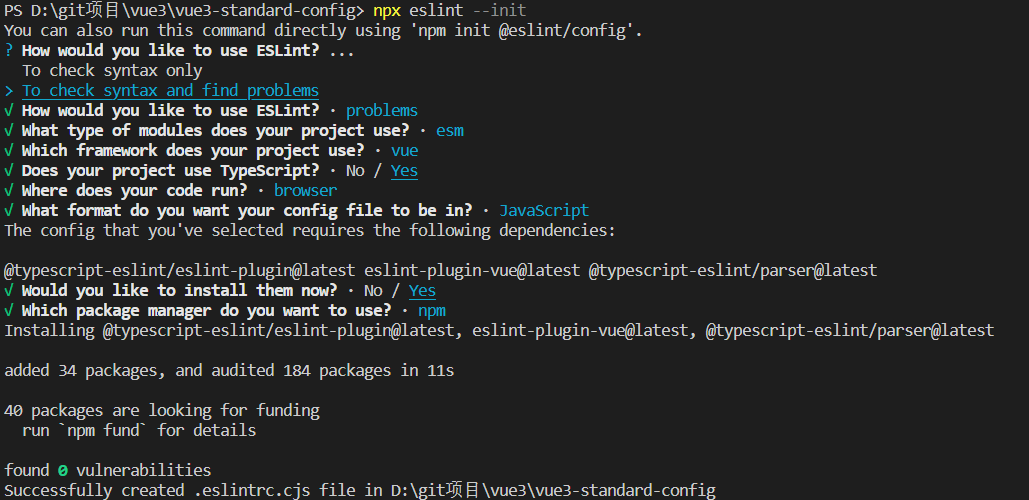 PS D:\git项目\vue3\vue3-standard-config> npx eslint --init
You can also run this command directly using 'npm init @eslint/config'.
? How would you like to use ESLint? ...
  To check syntax only
> To check syntax and find problems
√ How would you like to use ESLint? · problems
√ What type of modules does your project use? · esm
√ Which framework does your project use? · vue
√ Does your project use TypeScript? · No / Yes
√ Where does your code run? · browser
√ What format do you want your config file to be in? · JavaScript
The config that you've selected requires the following dependencies:

@typescript-eslint/eslint-plugin@latest eslint-plugin-vue@latest @typescript-eslint/parser@latest
√ Would you like to install them now? · No / Yes
√ Which package manager do you want to use? · npm
Installing @typescript-eslint/eslint-plugin@latest, eslint-plugin-vue@latest, @typescript-eslint/parser@latest

added 34 packages, and audited 184 packages in 11s

40 packages are looking for funding
  run `npm fund` for details

found 0 vulnerabilities
Successfully created .eslintrc.cjs file in D:\git项目\vue3\vue3-standard-config